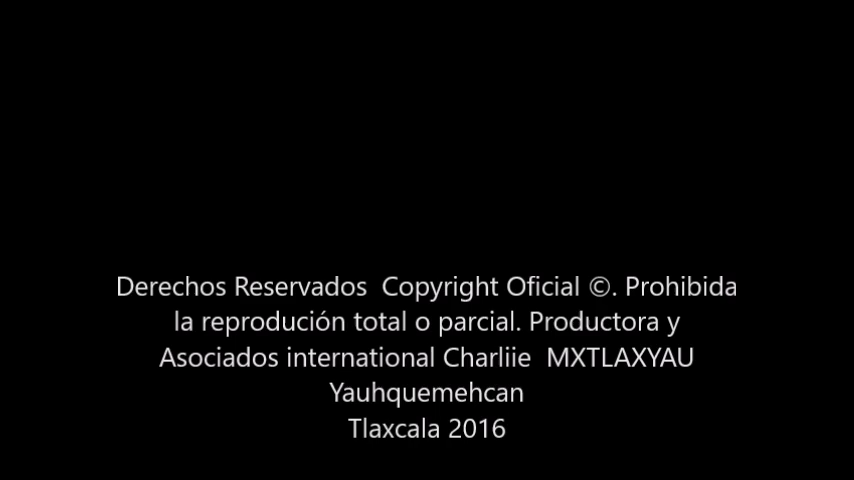 Derechos Reservados  Copyright Oficial ©. Prohibida
la reprodución total o parcial. Productora y
Asociados international Charliie  MXTLAXYAU
Yauhquemehcan
Tlaxcala 2016